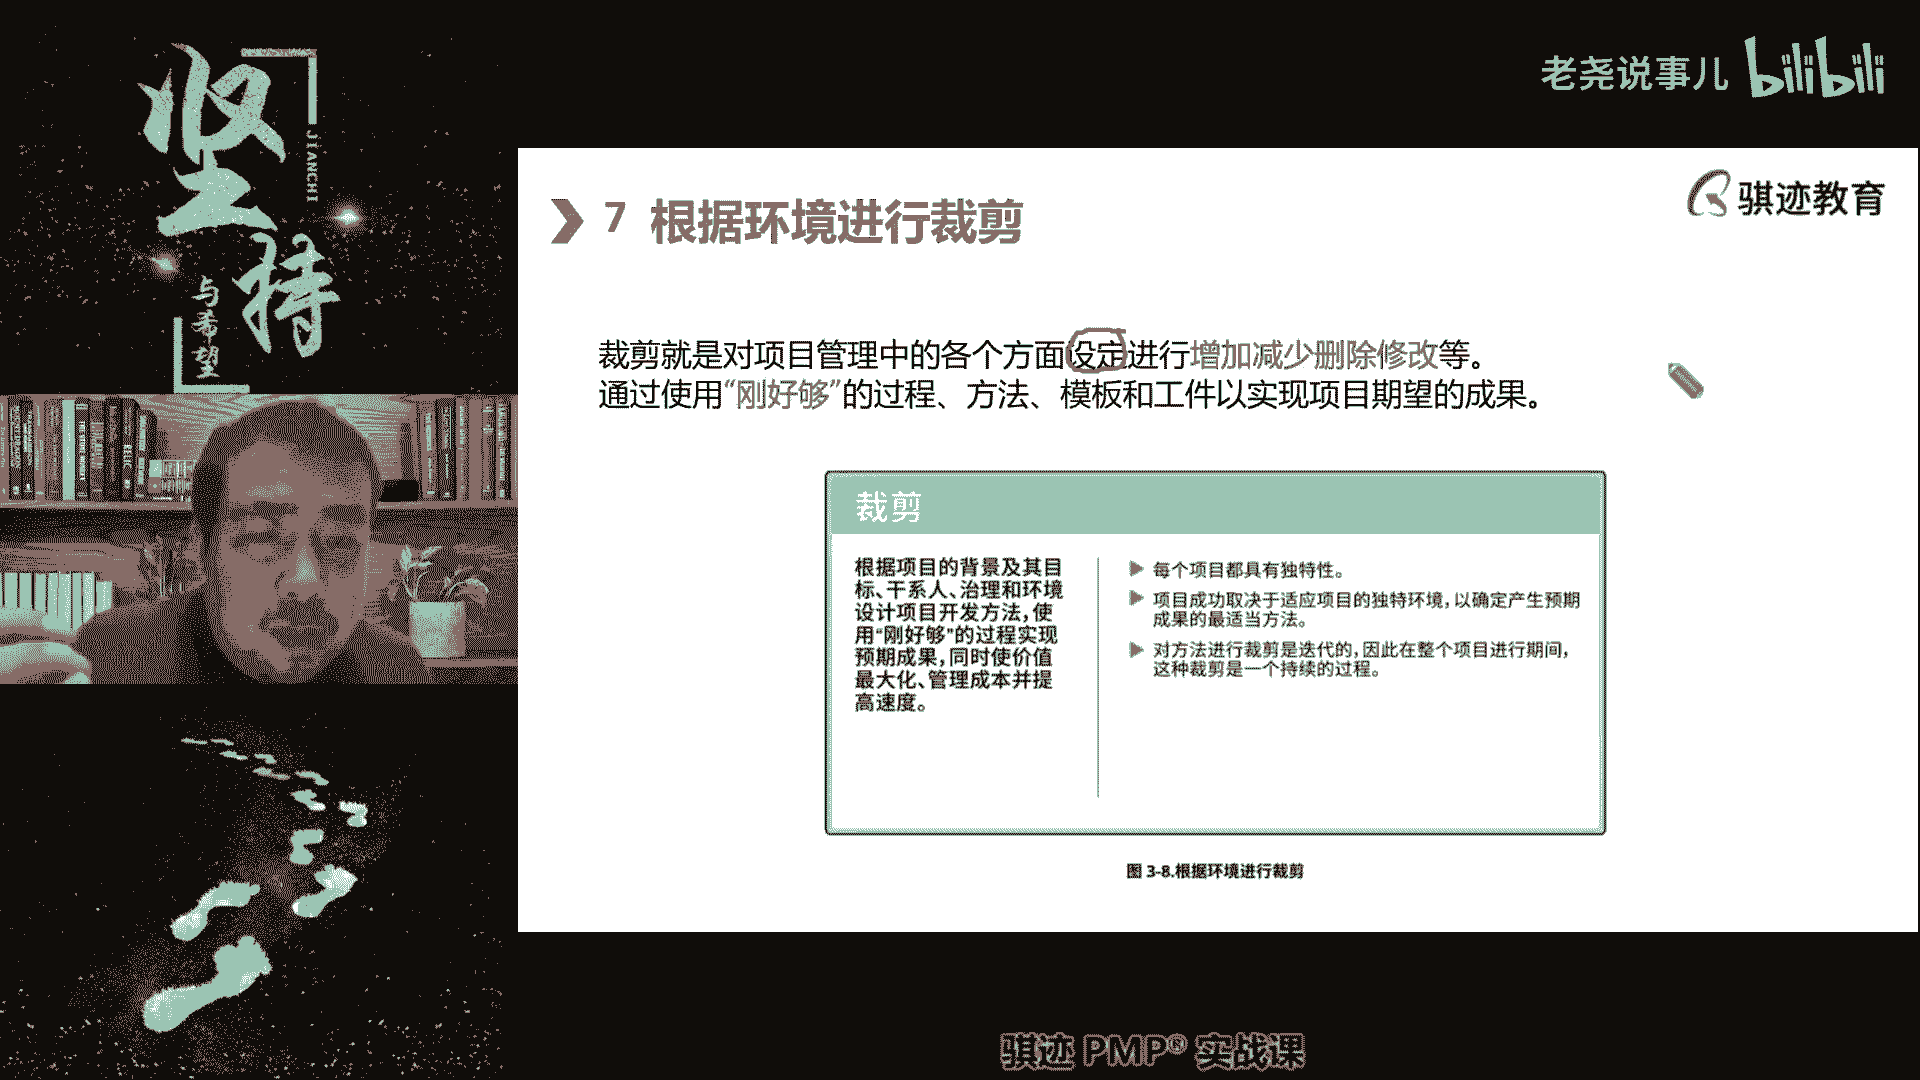 坚持
JIANCHI
与希望
老尧说事儿 bilibili
骐迹教育
7 根据环境进行裁剪
裁剪就是对项目管理中的各个方面设定进行增加减少删除修改等。
通过使用“刚好够”的过程、方法、模板和工件以实现项目期望的成果。
裁剪
根据项目的背景及其目
标、干系人、治理和环境
设计项目开发方法，使
用“刚好够”的过程实现
预期成果，同时使价值
最大化、管理成本并提
高速度。
每个项目都具有独特性。
项目成功取决于适应项目的独特环境，以确定产生预期
成果的最适当方法。
对方法进行裁剪是迭代的，因此在整个项目进行期间，
这种裁剪是一个持续的过程。
图 3-8.根据环境进行裁剪
骐迹 PMP® 实战课